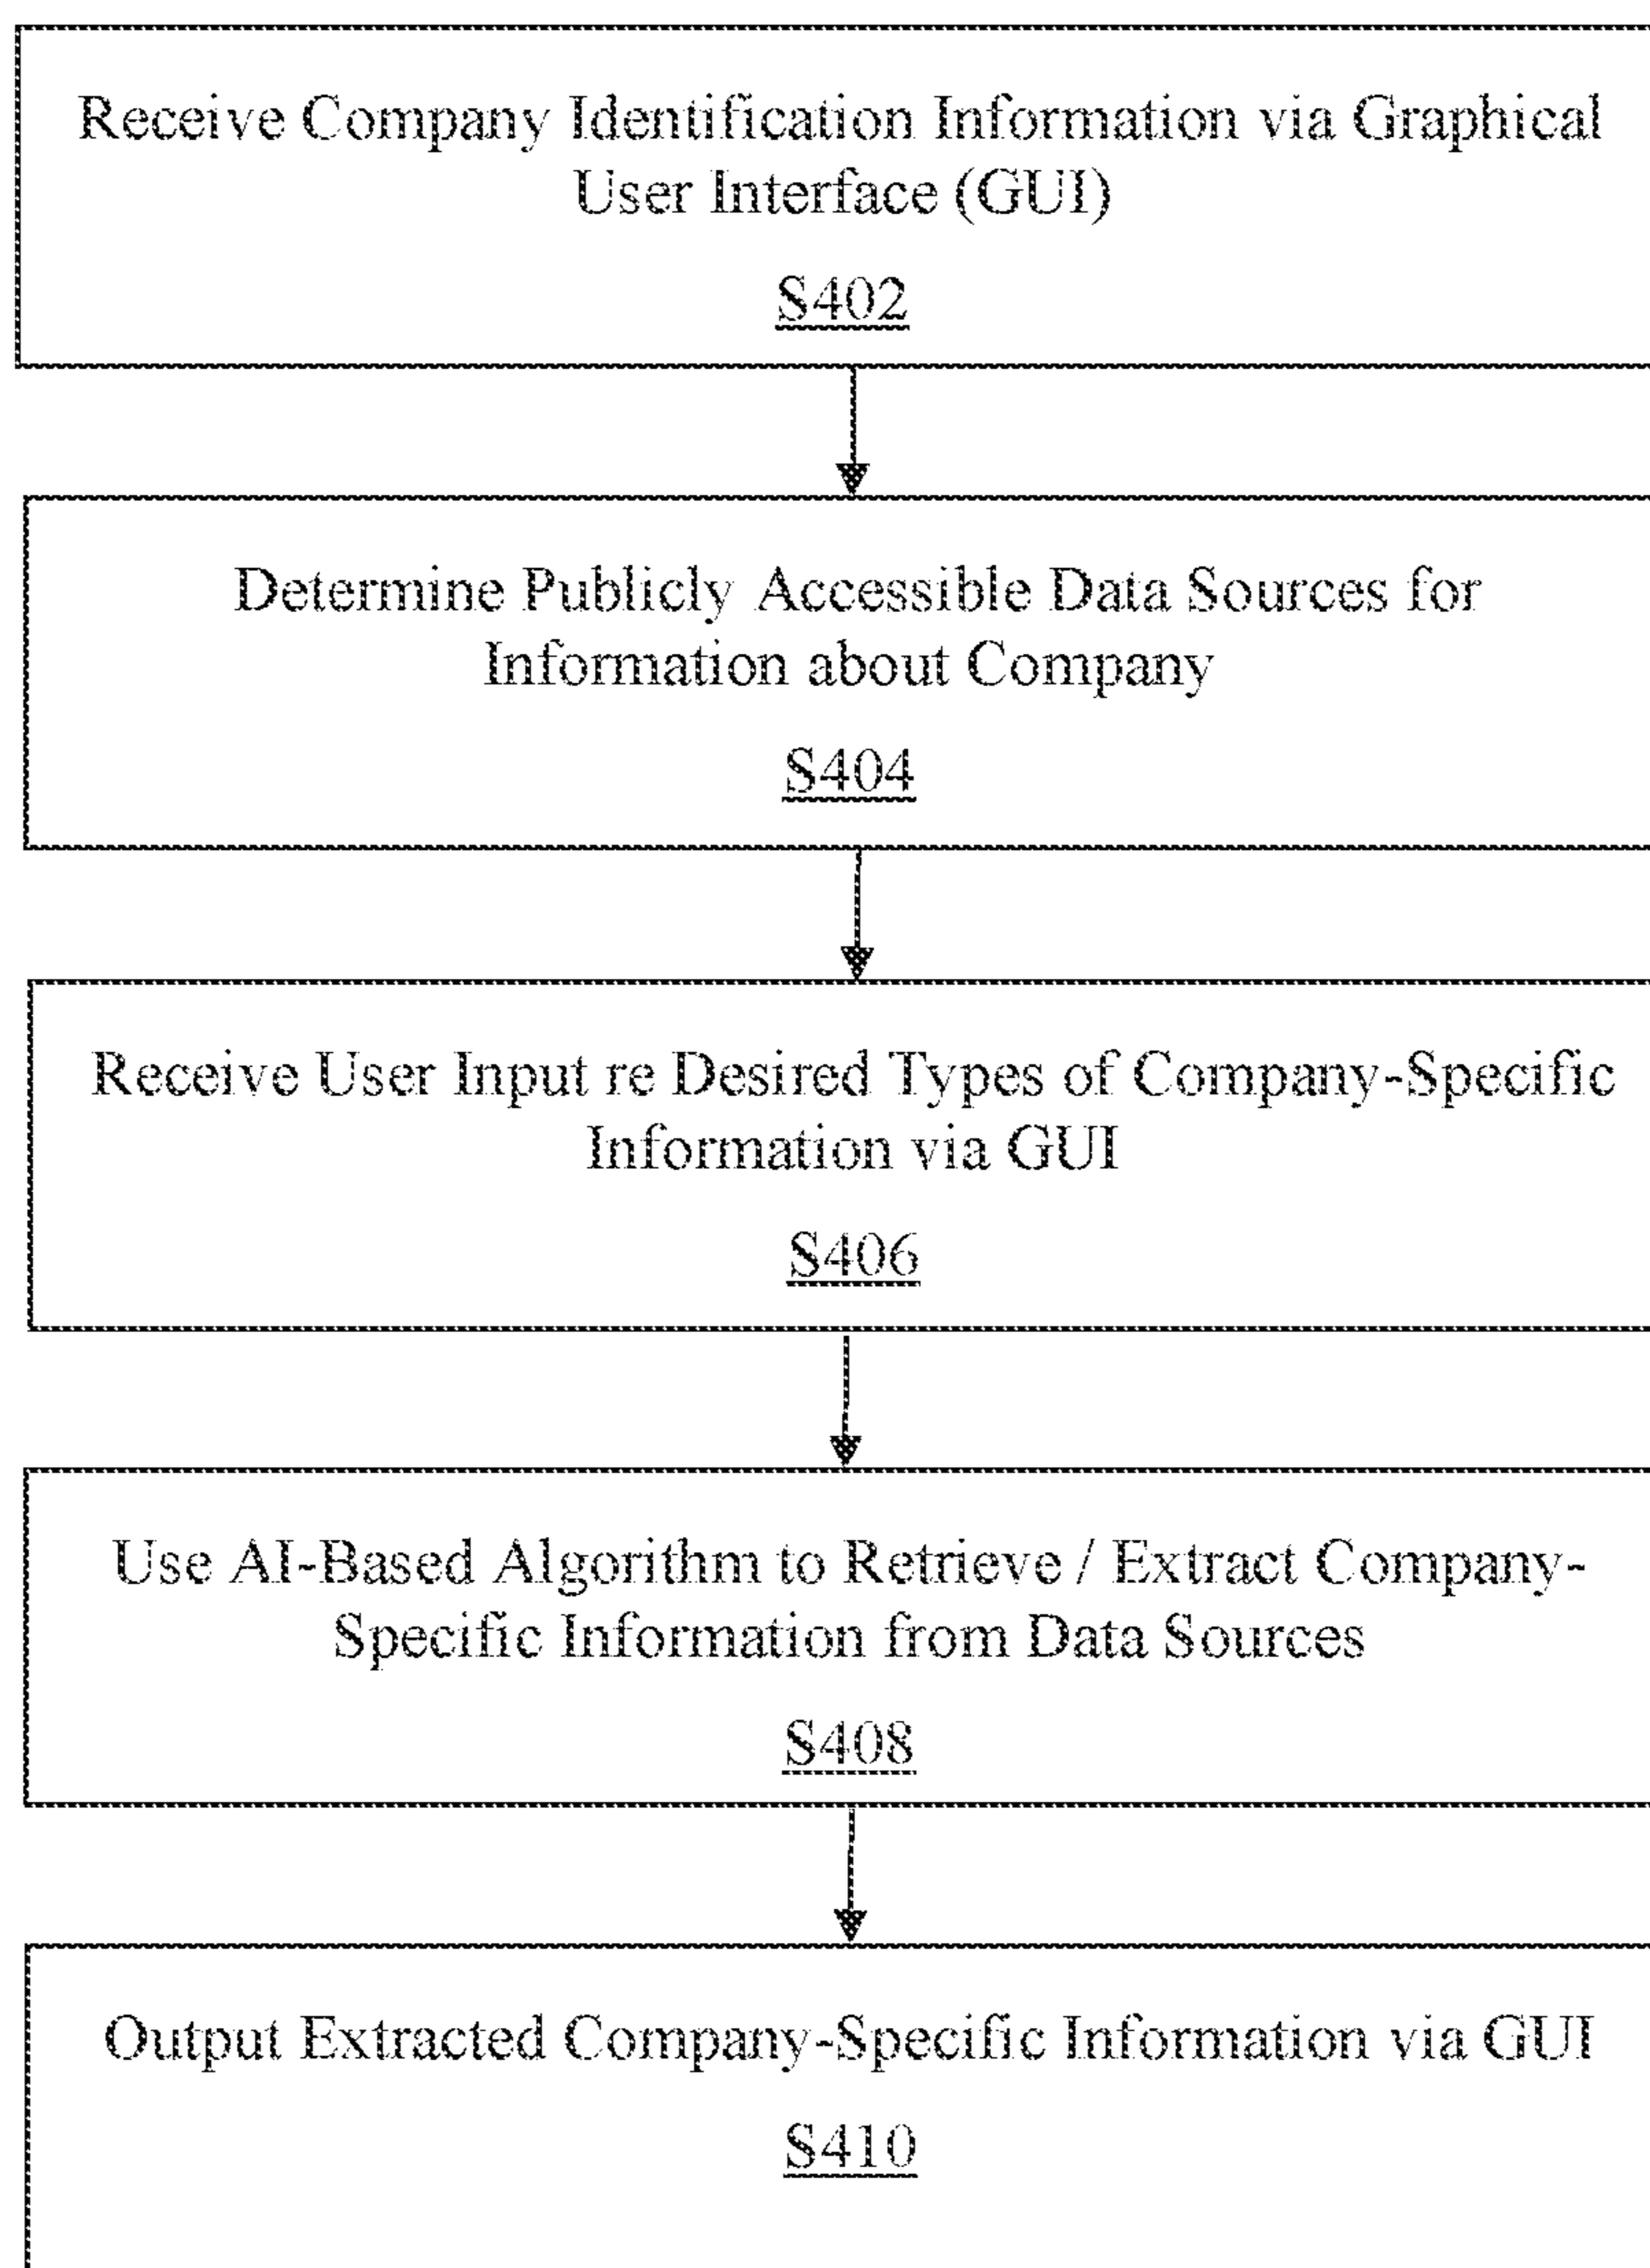 Receive Company Identification Information via Graphical
User Interface (GUI)
S402
Determine Publicly Accessible Data Sources for
Information about Company
S404
Receive User Input re Desired Types of Company-Specific
Information via GUI
S406
Use AI-Based Algorithm to Retrieve / Extract Company-
Specific Information from Data Sources
S408
Output Extracted Company-Specific Information via GUI
S410